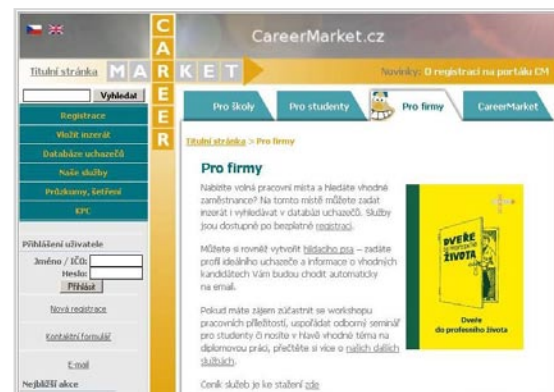 CareerMarket.cz
CAREER
MARKET
Titulní stránka
Novinky: O registraci na portálu CM
Vyhledat
Pro školy
Pro studenty
Pro firmy
CareerMarket
Registrace
Vložit inzerát
Databáze uchazečů
Naše služby
Průzkumy, šetření
KPC
Přihlášení uživatele
Jméno / IČO:
Heslo:
Přihlásit
Nová registrace
Kontaktní formulář
E-mail
Nejbližší akce
Titulní stránka > Pro firmy
Pro firmy
Nabízíte volná pracovní místa a hledáte vhodné
zaměstnance? Na tomto místě můžete zadat
inzerát i vyhledávat v databázi uchazečů. Služby
jsou dostupné po bezplatné registraci.
Můžete si rovněž vytvořit hlídacího psa – zadáte
profil ideálního uchazeče a informace o vhodných
kandidátech Vám budou chodit automaticky
na email.
Pokud máte zájem zúčastnit se workshopu
pracovních příležitostí, uspořádat odborný seminář
pro studenty či nosíte v hlavě vhodné téma na
diplomovou práci, přečtěte si více o našich dalších
službách.
Ceník služeb je ke stažení zde
DVEŘE
DO PROFESNÍHO
ŽIVOTA
Dveře
do profesního života